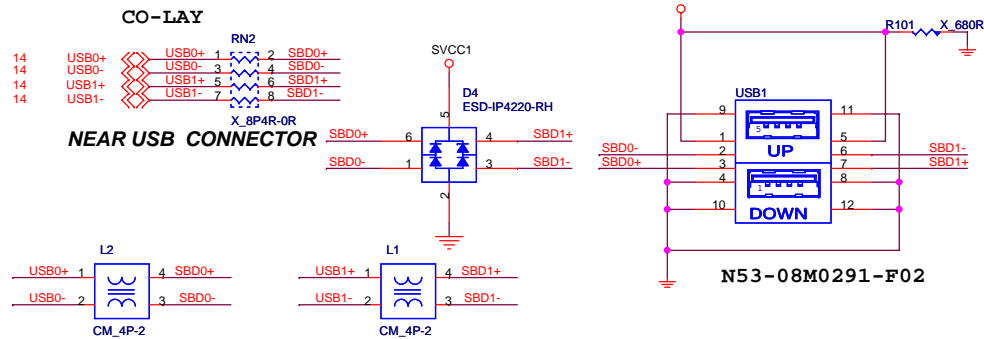 CO-LAY
RN2
14 USB0+ USB0+ 1 2 SBD0+
14 USB0- USB0- 3 4 SBD0-
14 USB1+ USB1+ 5 6 SBD1+
14 USB1- USB1- 7 8 SBD1-
X_8P4R-0R
NEAR USB CONNECTOR
SVCC1
D4
ESD-IP4220-RH
5
SBD0+ 6 4 SBD1+
SBD0- 1 3 SBD1-
2
R101 X_680R
USB1
9 11
5
1 5
UP
SBD0- 2 6 SBD1-
SBD0+ 3 7 SBD1+
4 8
1
10 12
DOWN
N53-08M0291-F02
L2
USB0+ 1 4 SBD0+
USB0- 2 3 SBD0-
CM_4P-2
L1
USB1+ 1 4 SBD1+
USB1- 2 3 SBD1-
CM_4P-2